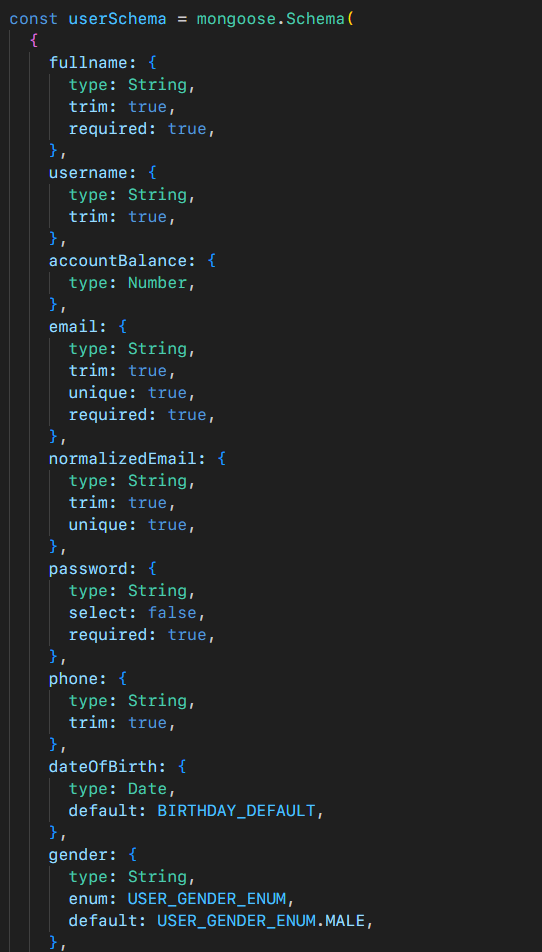 const userSchema = mongoose.Schema(
  {
    fullname: {
      type: String,
      trim: true,
      required: true,
    },
    username: {
      type: String,
      trim: true,
    },
    accountBalance: {
      type: Number,
    },
    email: {
      type: String,
      trim: true,
      unique: true,
      required: true,
    },
    normalizedEmail: {
      type: String,
      trim: true,
      unique: true,
    },
    password: {
      type: String,
      select: false,
      required: true,
    },
    phone: {
      type: String,
      trim: true,
    },
    dateOfBirth: {
      type: Date,
      default: BIRTHDAY_DEFAULT,
    },
    gender: {
      type: String,
      enum: USER_GENDER_ENUM,
      default: USER_GENDER_ENUM.MALE,
    },